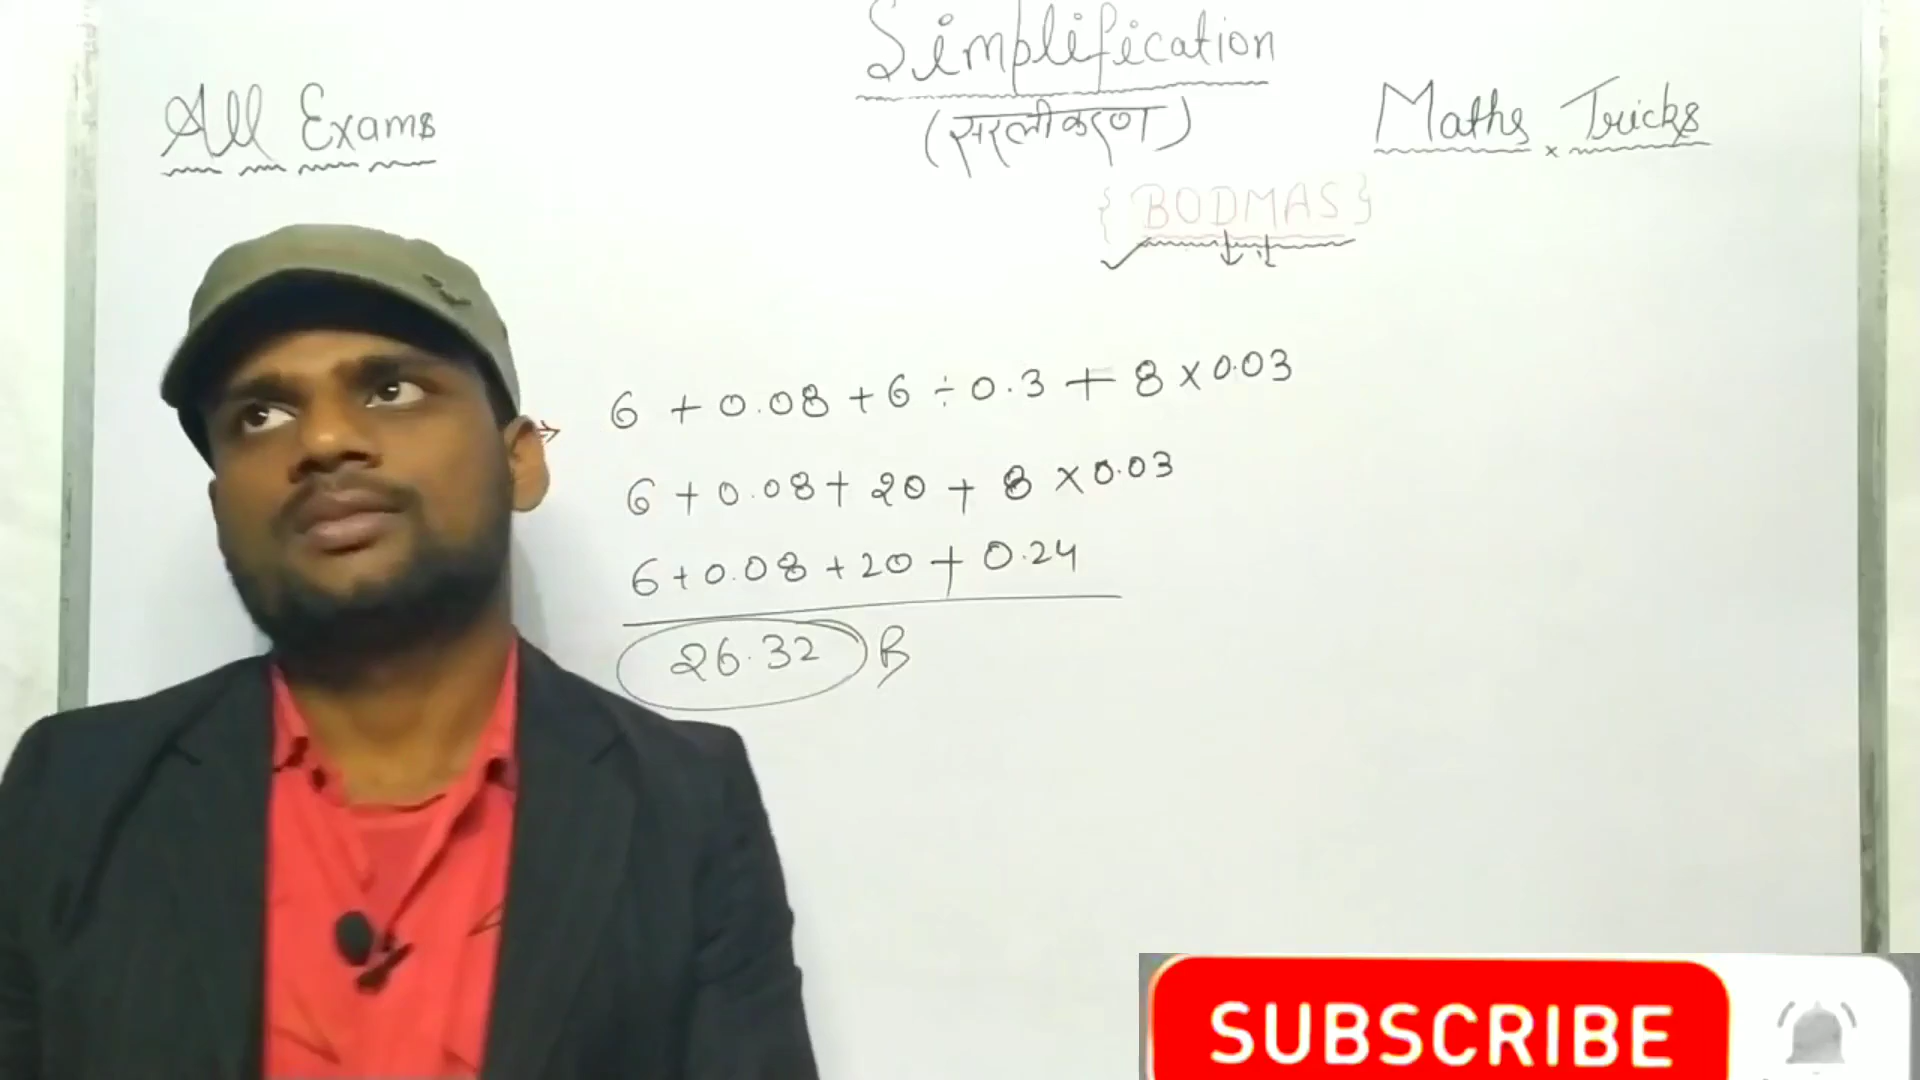 Simplification
(सरलीकरण)
All Exams
Maths Tricks
{BODMAS}
6 + 0.08 + 6 ÷ 0.3 + 8 × 0.03
6 + 0.08 + 20 + 8 × 0.03
6 + 0.08 + 20 + 0.24
26.32 B
SUBSCRIBE